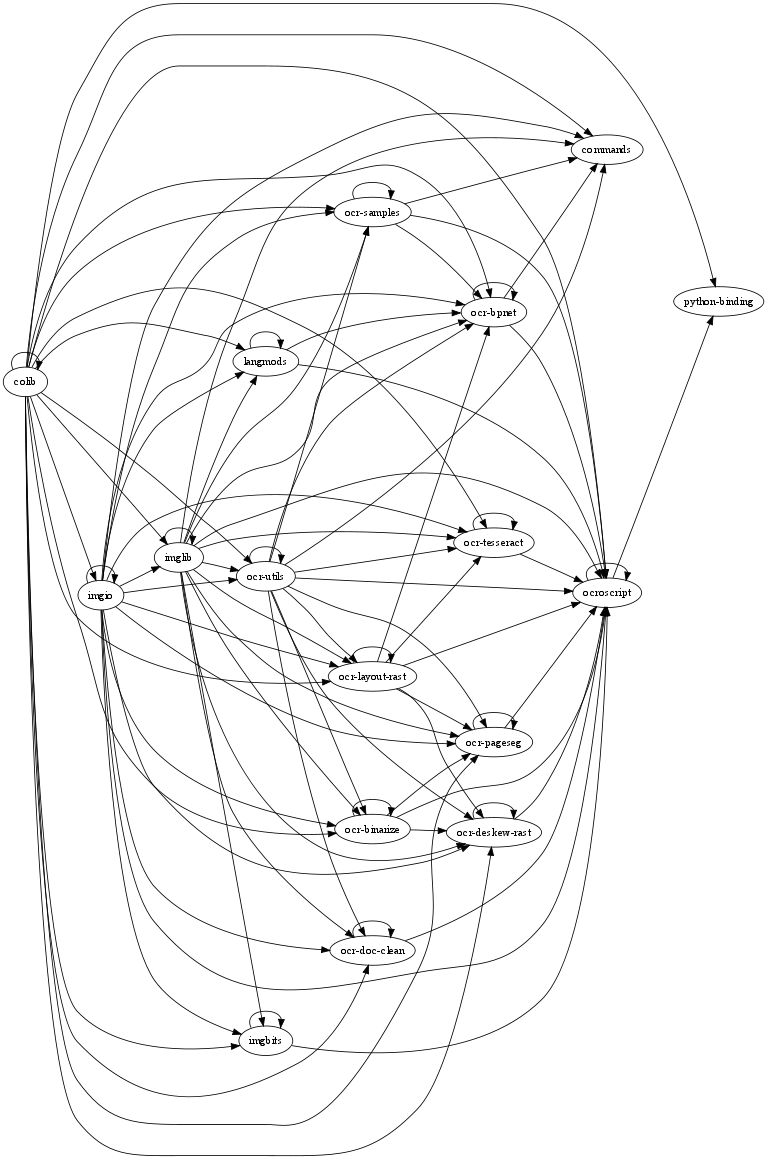 commands
ocr-samples
python-binding
ocr-bpnet
langmods
colib
ocr-tesseract
imglib
ocr-utils
ocroscript
imgio
ocr-layout-rast
ocr-pageseg
ocr-binarize
ocr-deskew-rast
ocr-doc-clean
imgbits